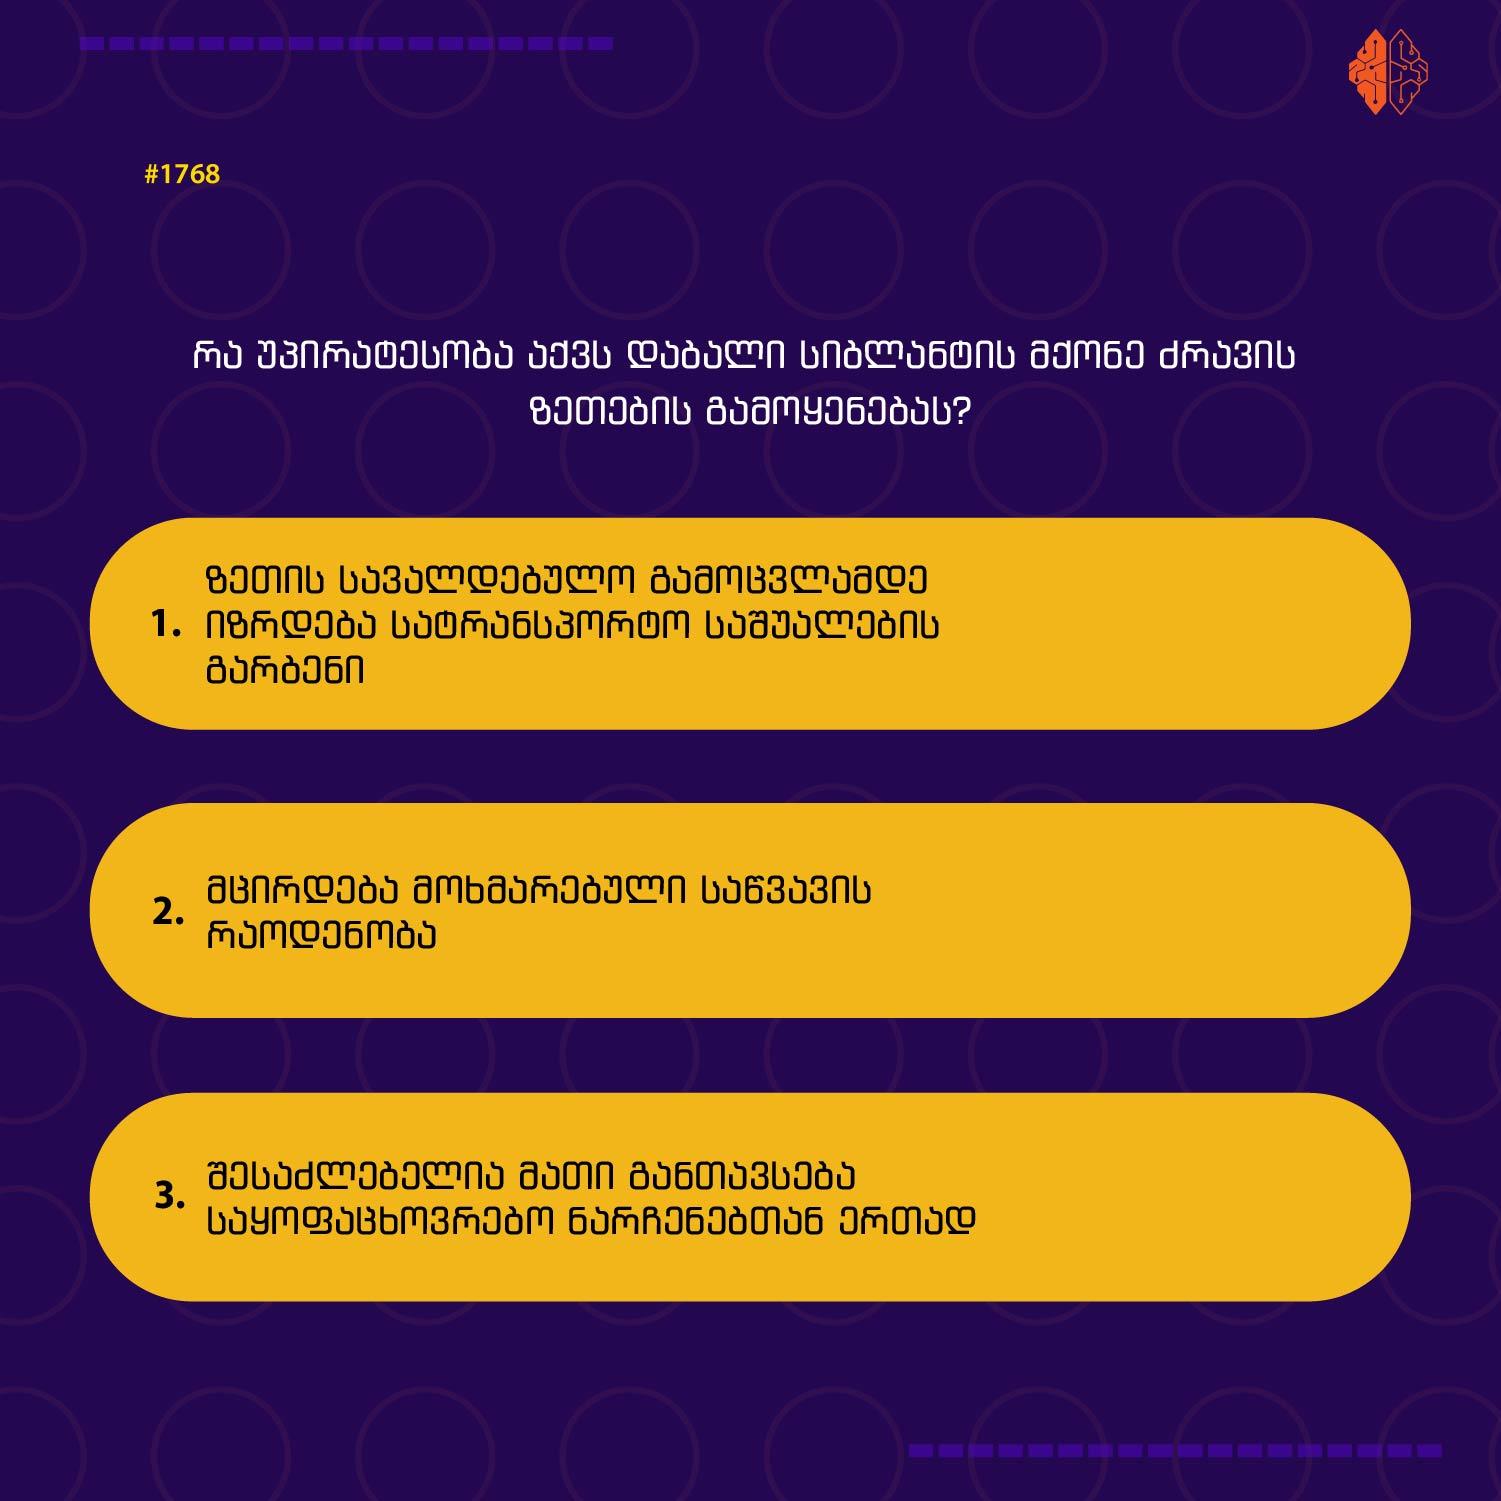 #1768
რა უპირატესობა აქვს დაბალი სიბლანტის მქონე ძრავის
ზეთების გამოყენებას?
1. ზეთის სავალდებულო გამოცვლამდე
იზრდება სატრანსპორტო საშუალების
გარბენი
2. მცირდება მოხმარებული საწვავის
რაოდენობა
3. შესაძლებელია მათი განთავსება
საყოფაცხოვრებო ნარჩენებთან ერთად